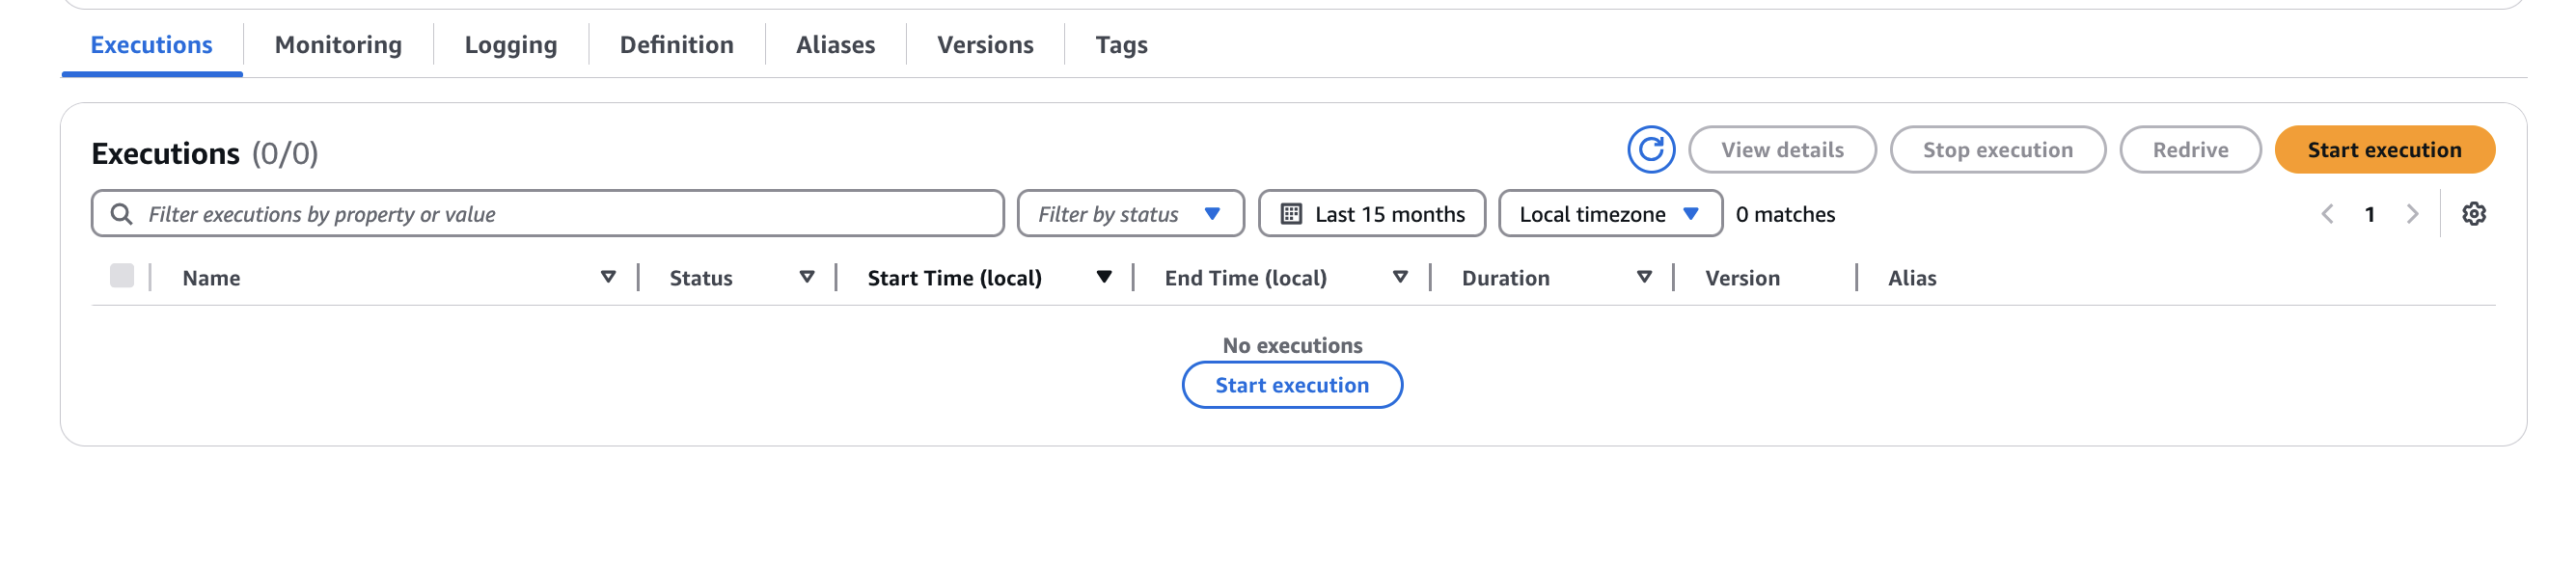 Executions Monitoring Logging Definition Aliases Versions Tags
Executions (0/0) View details Stop execution Redrive Start execution
Filter executions by property or value Filter by status Last 15 months Local timezone 0 matches 1
Name Status Start Time (local) End Time (local) Duration Version Alias
No executions
Start execution